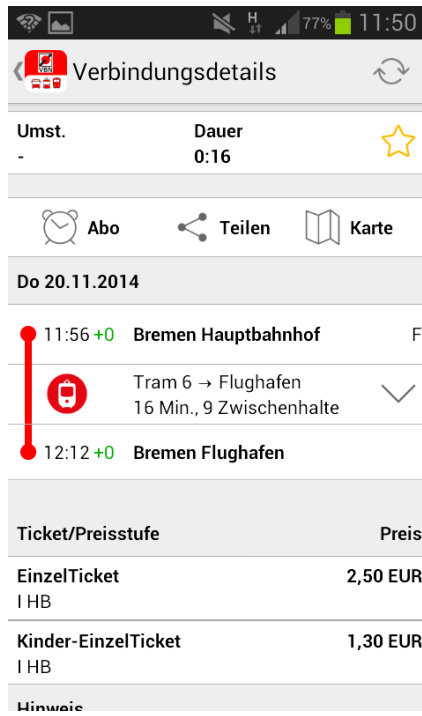 H 77% 11:50
VBN Verbindungsdetails
Umst. Dauer
- 0:16
Abo Teilen Karte
Do 20.11.2014
11:56 +0 Bremen Hauptbahnhof F
Tram 6 → Flughafen
16 Min., 9 Zwischenhalte
12:12 +0 Bremen Flughafen
Ticket/Preisstufe Preis
EinzelTicket 2,50 EUR
I HB
Kinder-EinzelTicket 1,30 EUR
I HB
Hinweis